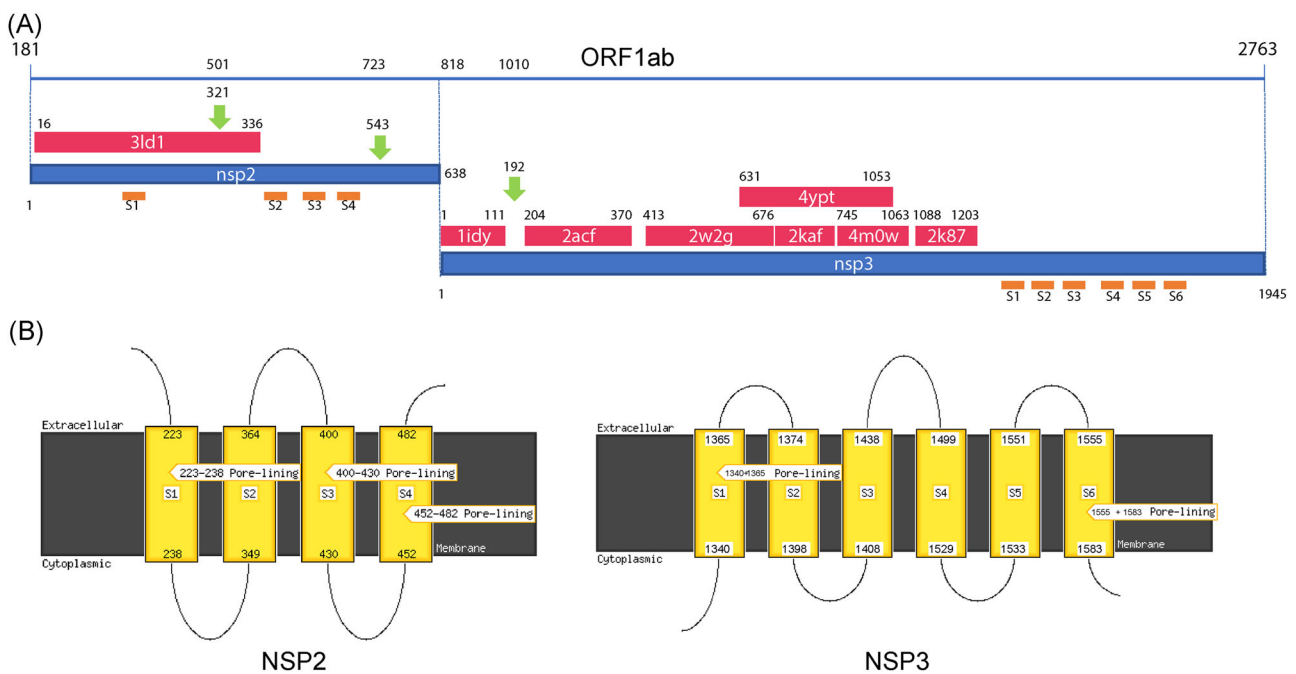 (A)
181 ORF1ab 2763
501 723 818 1010
321
16 336 543
3ld1
nsp2 638 192 631 1053
4ypt
1 S1 S2 S3 S4
1 111 204 370 413 676 745 1063 1088 1203
1idy 2acf 2w2g 2kaf 4m0w 2k87
nsp3
1 S1 S2 S3 S4 S5 S6 1945
(B)
Extracellular 223 364 400 482
223-238 Pore-lining 400-430 Pore-lining
S1 S2 S3 S4
452-482 Pore-lining
238 349 430 452 Membrane
Cytoplasmic
NSP2
Extracellular 1365 1374 1438 1499 1551 1555
1340+1365 Pore-lining
S1 S2 S3 S4 S5 S6
1555 + 1583 Pore-lining
1340 1398 1408 1529 1533 1583 Membrane
Cytoplasmic
NSP3